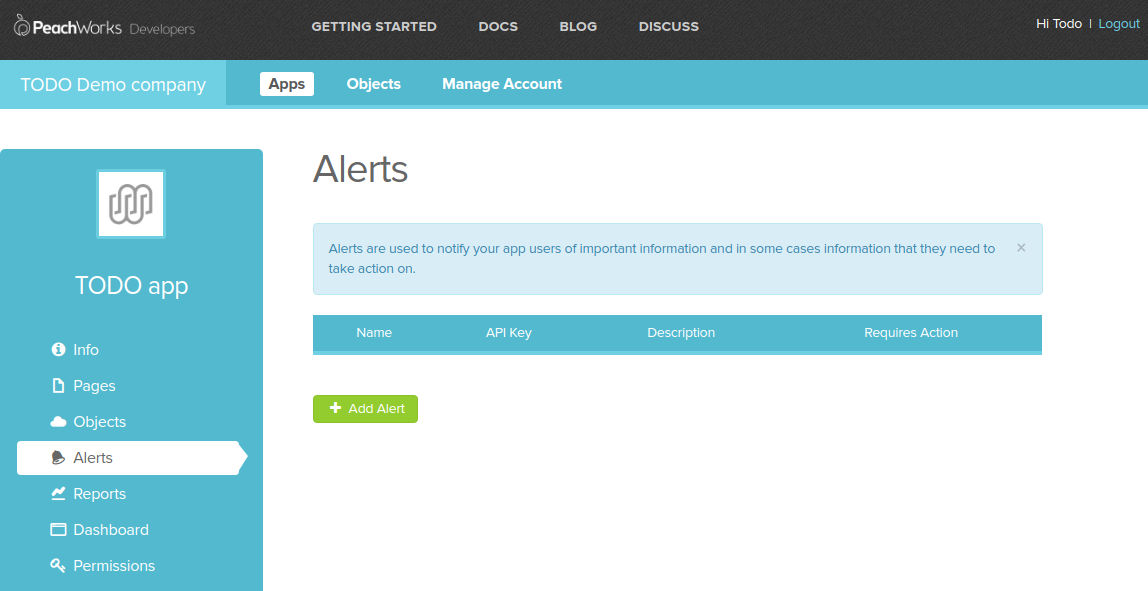 PeachWorks Developers
GETTING STARTED DOCS BLOG DISCUSS
Hi Todo | Logout
TODO Demo company
Apps Objects Manage Account
TODO app
Info
Pages
Objects
Alerts
Reports
Dashboard
Permissions
Alerts
Alerts are used to notify your app users of important information and in some cases information that they need to
take action on.
×
Name API Key Description Requires Action
+ Add Alert